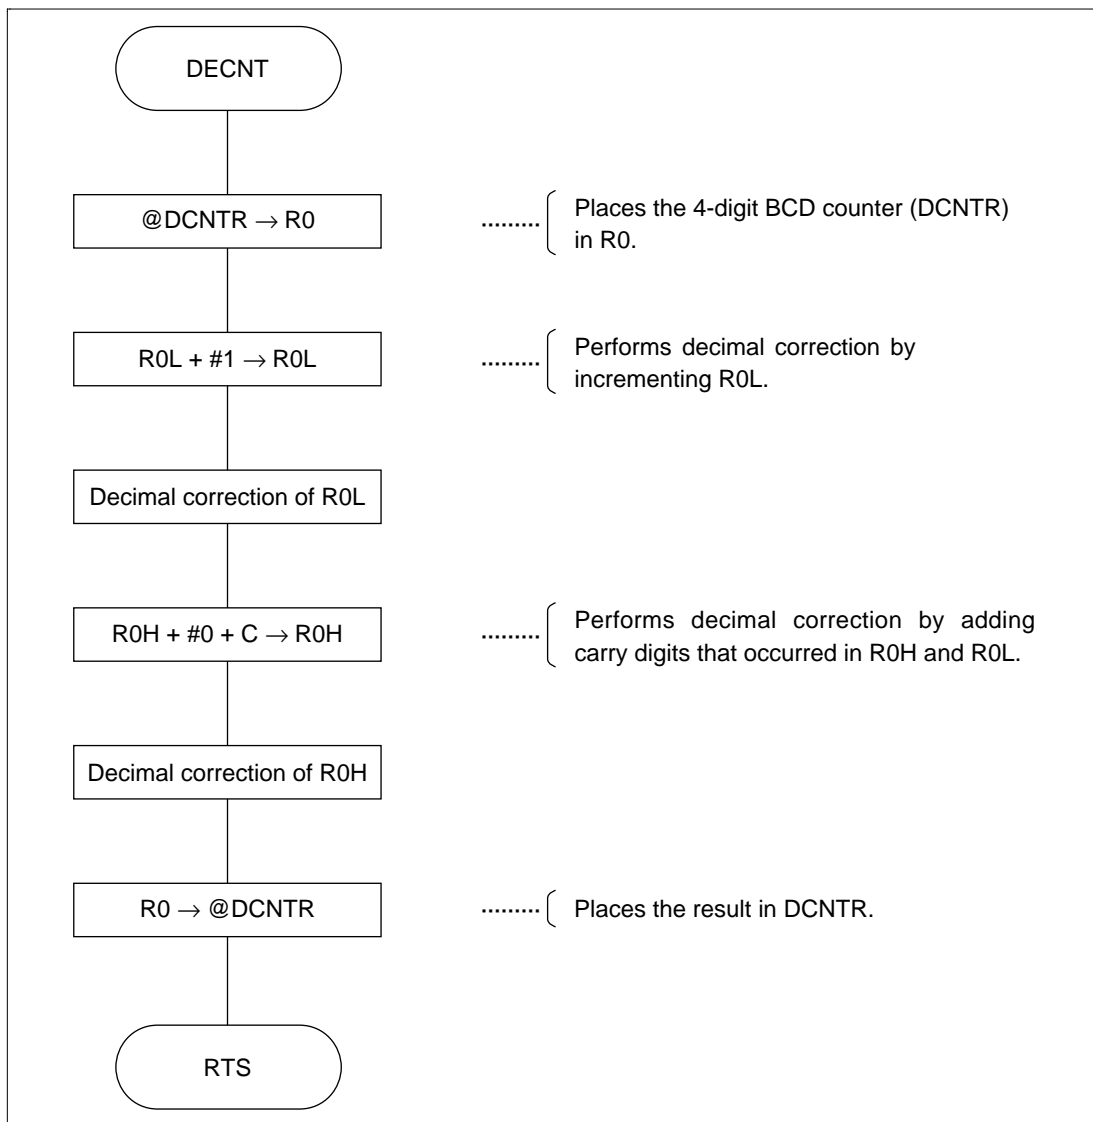 DECNT
@DCNTR → R0
......... Places the 4-digit BCD counter (DCNTR)
in R0.
R0L + #1 → R0L
......... Performs decimal correction by
incrementing R0L.
Decimal correction of R0L
R0H + #0 + C → R0H
......... Performs decimal correction by adding
carry digits that occurred in R0H and R0L.
Decimal correction of R0H
R0 → @DCNTR
......... Places the result in DCNTR.
RTS